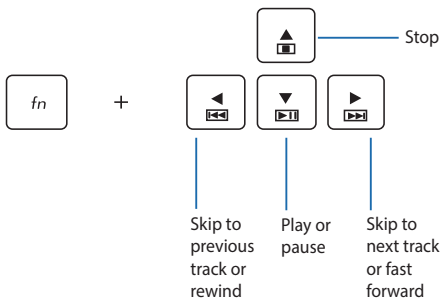 Stop
fn
+
Skip to
previous
track or
rewind
Play or
pause
Skip to
next track
or fast
forward